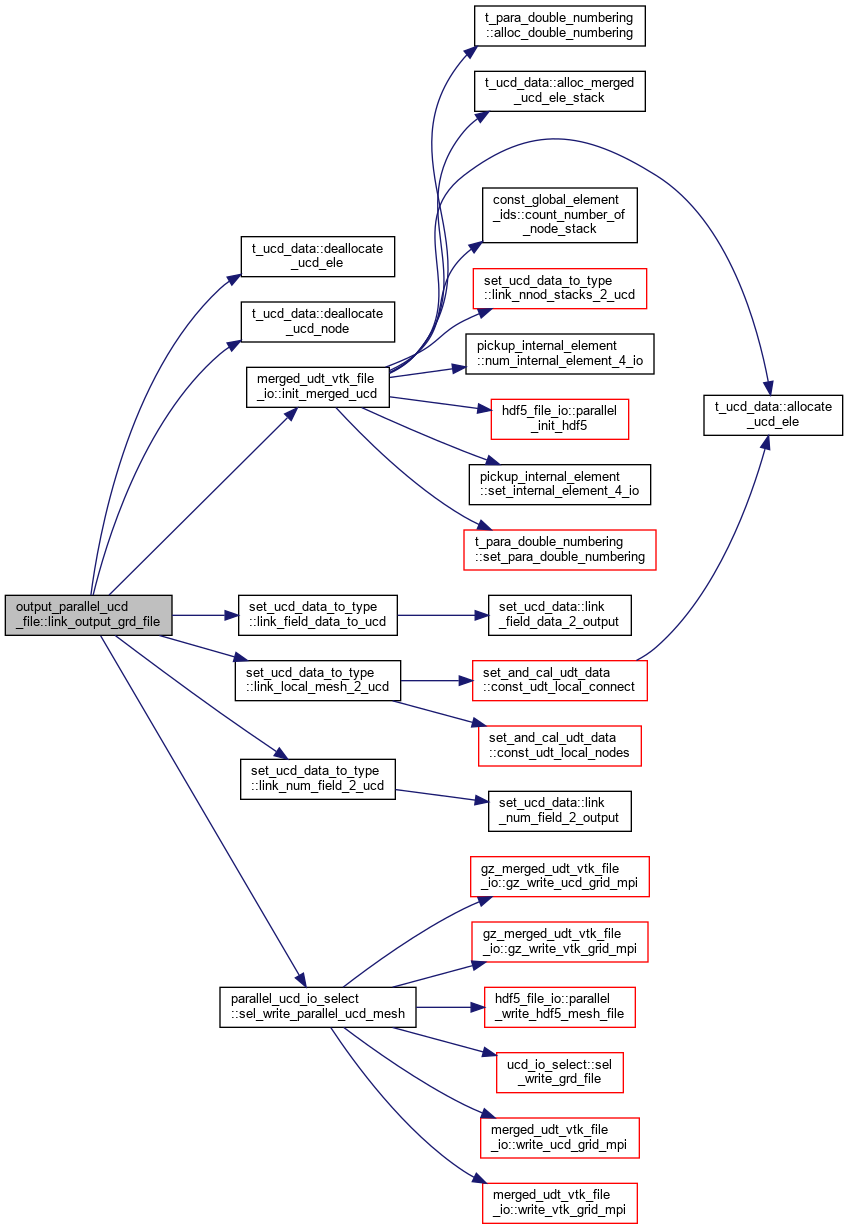 t_para_double_numbering
::alloc_double_numbering
t_ucd_data::alloc_merged
_ucd_ele_stack
const_global_element
_ids::count_number_of
_node_stack
t_ucd_data::deallocate
_ucd_ele
set_ucd_data_to_type
::link_nnod_stacks_2_ucd
t_ucd_data::deallocate
_ucd_node
pickup_internal_element
::num_internal_element_4_io
merged_udt_vtk_file
_io::init_merged_ucd
hdf5_file_io::parallel
_init_hdf5
t_ucd_data::allocate
_ucd_ele
pickup_internal_element
::set_internal_element_4_io
t_para_double_numbering
::set_para_double_numbering
output_parallel_ucd
_file::link_output_grd_file
set_ucd_data_to_type
::link_field_data_to_ucd
set_ucd_data::link
_field_data_2_output
set_ucd_data_to_type
::link_local_mesh_2_ucd
set_and_cal_udt_data
::const_udt_local_connect
set_and_cal_udt_data
::const_udt_local_nodes
set_ucd_data_to_type
::link_num_field_2_ucd
set_ucd_data::link
_num_field_2_output
gz_merged_udt_vtk_file
_io::gz_write_ucd_grid_mpi
gz_merged_udt_vtk_file
_io::gz_write_vtk_grid_mpi
parallel_ucd_io_select
::sel_write_parallel_ucd_mesh
hdf5_file_io::parallel
_write_hdf5_mesh_file
ucd_io_select::sel
_write_grd_file
merged_udt_vtk_file
_io::write_ucd_grid_mpi
merged_udt_vtk_file
_io::write_vtk_grid_mpi